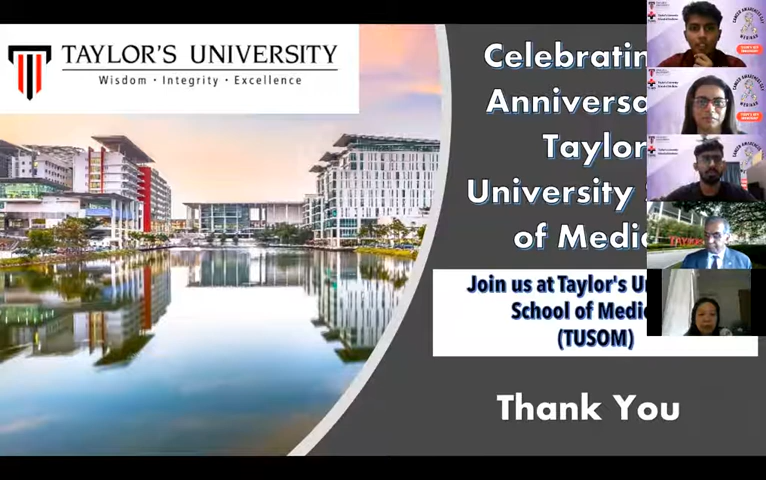 TAYLOR'S UNIVERSITY
Wisdom · Integrity · Excellence
Celebratin
Anniversa
Taylor
University
of Medic
Join us at Taylor's U
School of Medi
(TUSOM)
Thank You